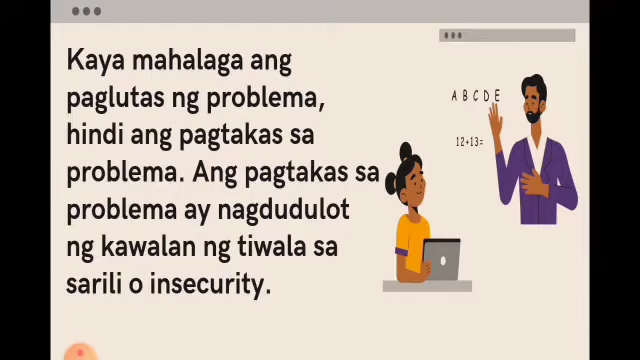 Kaya mahalaga ang
paglutas ng problema,
hindi ang pagtakas sa
problema. Ang pagtakas sa
problema ay nagdudulot
ng kawalan ng tiwala sa
sarili o insecurity.
A B C D E
12+13=